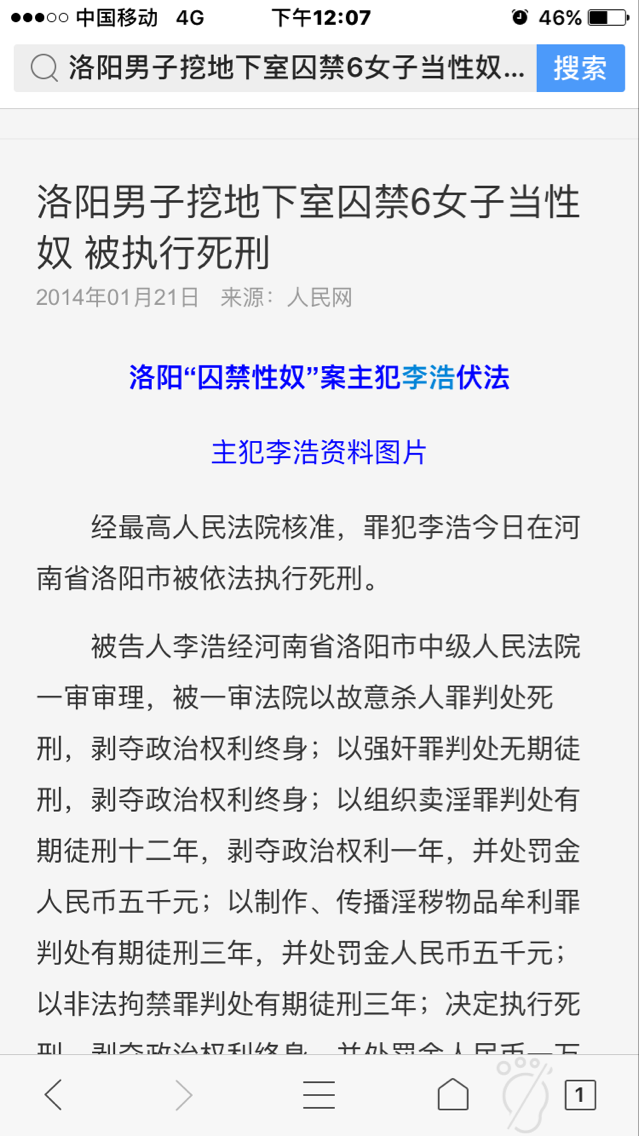 中国移动 4G 下午12:07 46%
洛阳男子挖地下室囚禁6女子当性奴... 搜索
洛阳男子挖地下室囚禁6女子当性
奴 被执行死刑
2014年01月21日 来源：人民网
洛阳“囚禁性奴”案主犯李浩伏法
主犯李浩资料图片
经最高人民法院核准，罪犯李浩今日在河
南省洛阳市被依法执行死刑。
被告人李浩经河南省洛阳市中级人民法院
一审审理，被一审法院以故意杀人罪判处死
刑，剥夺政治权利终身；以强奸罪判处无期徒
刑，剥夺政治权利终身；以组织卖淫罪判处有
期徒刑十二年，剥夺政治权利一年，并处罚金
人民币五千元；以制作、传播淫秽物品牟利罪
判处有期徒刑三年，并处罚金人民币五千元；
以非法拘禁罪判处有期徒刑三年；决定执行死
刑，剥夺政治权利终身，并处罚金人民币一万
1